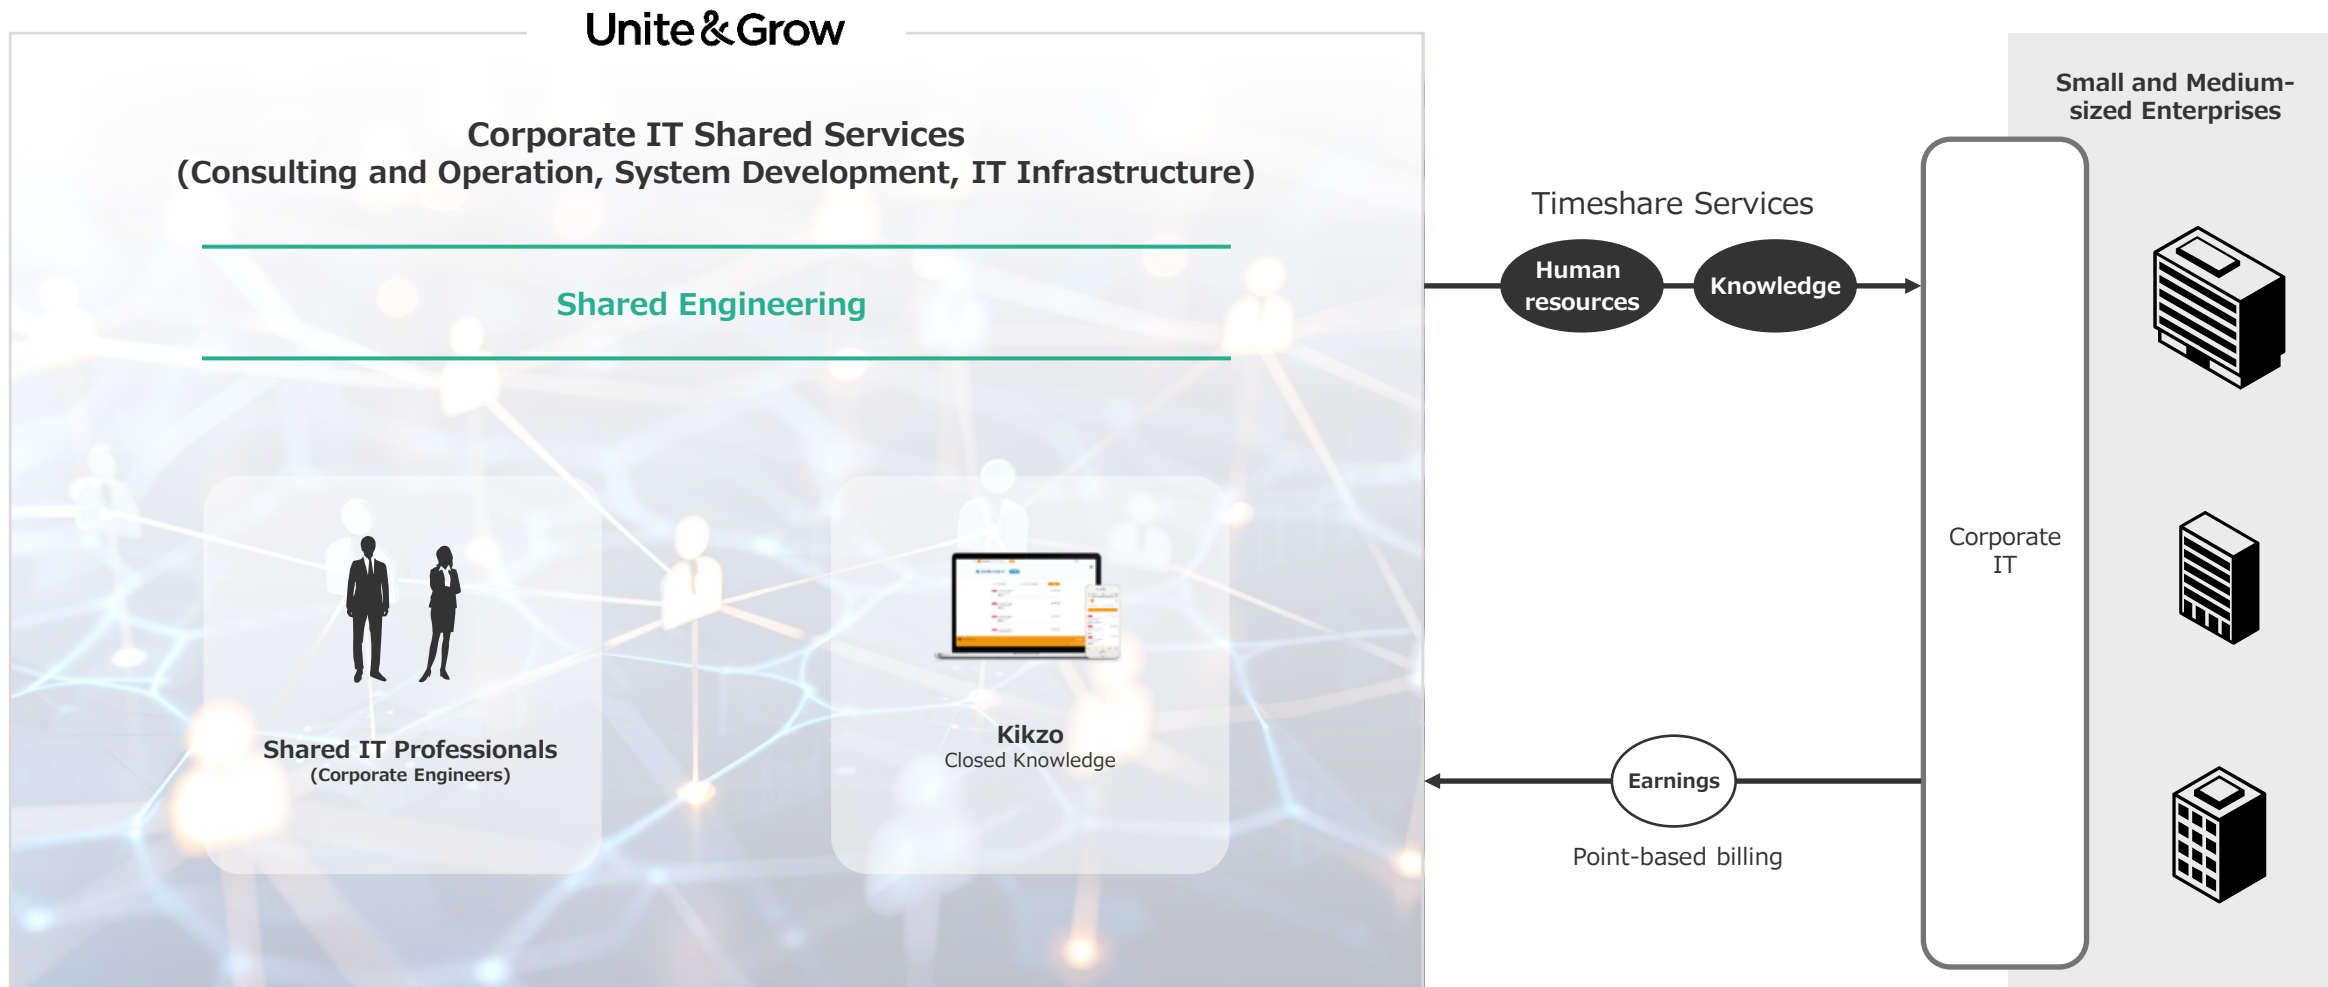 Unite&Grow
Corporate IT Shared Services
(Consulting and Operation, System Development, IT Infrastructure)
Shared Engineering
Shared IT Professionals
(Corporate Engineers)
Kikzo
Closed Knowledge
Timeshare Services
Human
resources
Knowledge
Earnings
Point-based billing
Corporate
IT
Small and Medium-
sized Enterprises